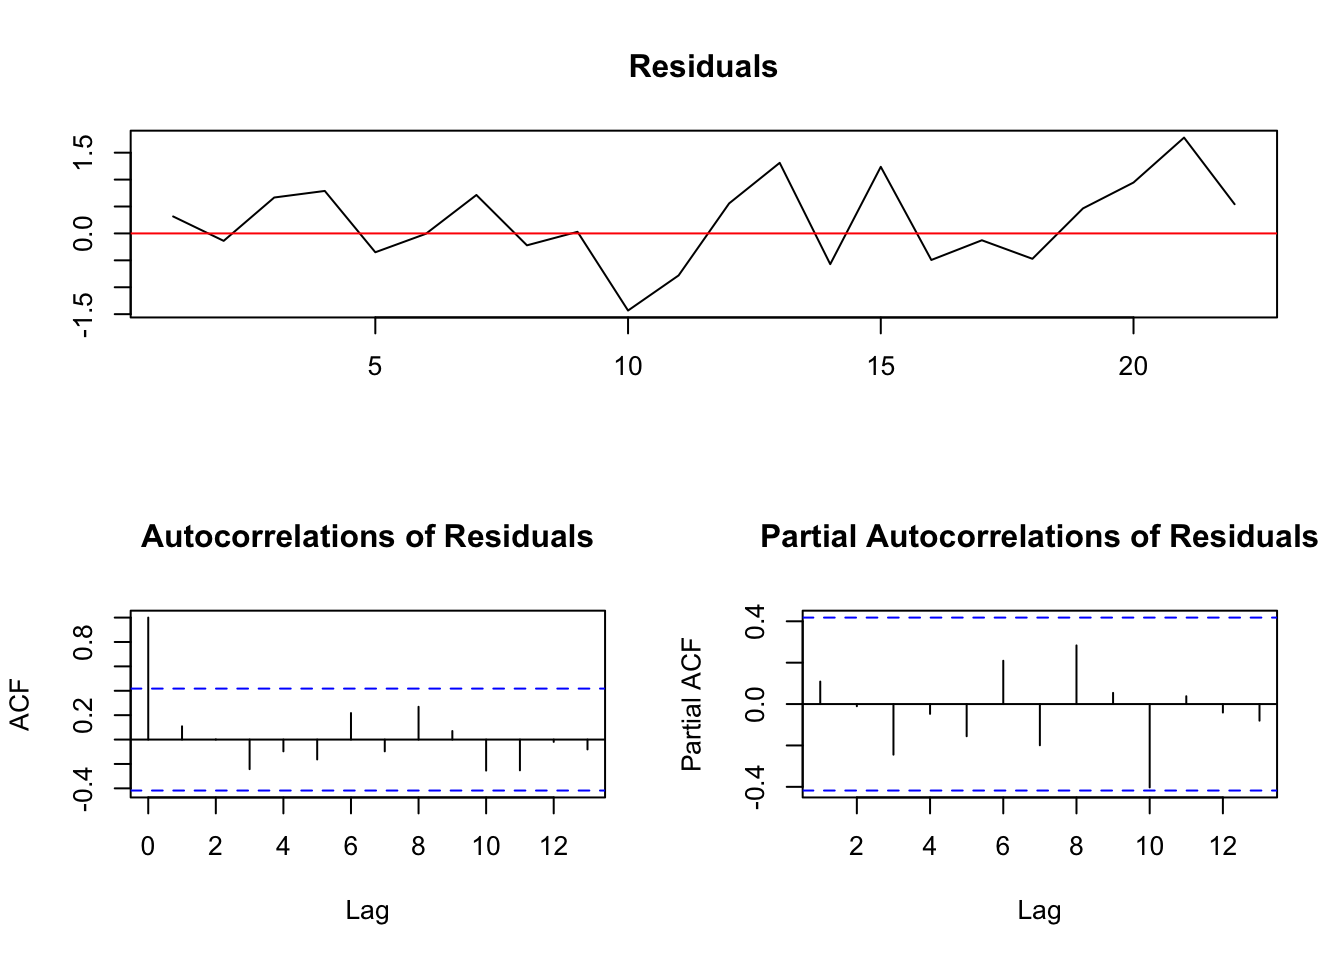 Residuals
1.5
0.0
-1.5
5 10 15 20
Autocorrelations of Residuals
ACF
0.8
0.2
-0.4
0 2 4 6 8 10 12
Lag
Partial Autocorrelations of Residuals
Partial ACF
0.4
0.0
-0.4
2 4 6 8 10 12
Lag